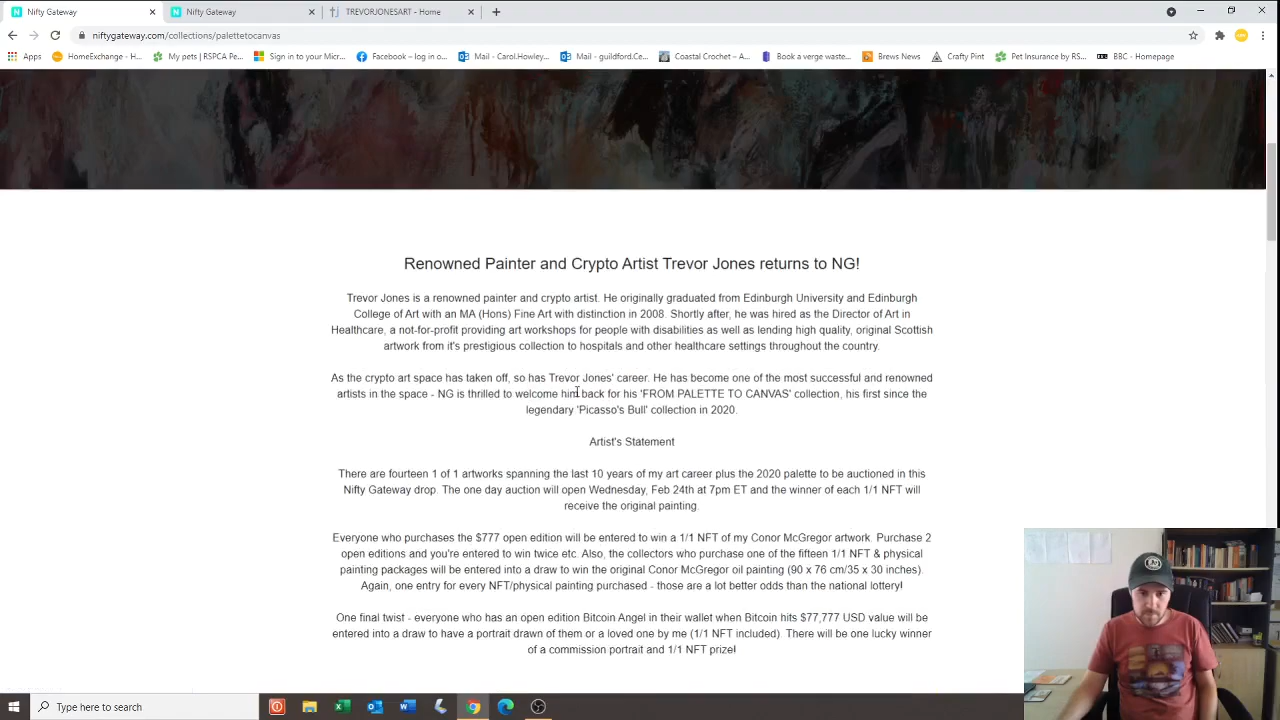 Nifty Gateway
Nifty Gateway
TREVORJONESART - Home
niftygateway.com/collections/palettetocanvas
Apps
HomeExchange - H...
My pets | RSPCA Pe...
Sign in to your Micr...
Facebook – log in o...
Mail - Carol.Howley...
Mail - guildford.Ce...
Coastal Crochet – A...
Book a verge waste...
Brews News
Crafty Pint
Pet Insurance by RS...
BBC - Homepage
Renowned Painter and Crypto Artist Trevor Jones returns to NG!
Trevor Jones is a renowned painter and crypto artist. He originally graduated from Edinburgh University and Edinburgh
College of Art with an MA (Hons) Fine Art with distinction in 2008. Shortly after, he was hired as the Director of Art in
Healthcare, a not-for-profit providing art workshops for people with disabilities as well as lending high quality, original Scottish
artwork from it's prestigious collection to hospitals and other healthcare settings throughout the country.
As the crypto art space has taken off, so has Trevor Jones' career. He has become one of the most successful and renowned
artists in the space - NG is thrilled to welcome him back for his 'FROM PALETTE TO CANVAS' collection, his first since the
legendary 'Picasso's Bull' collection in 2020.
Artist's Statement
There are fourteen 1 of 1 artworks spanning the last 10 years of my art career plus the 2020 palette to be auctioned in this
Nifty Gateway drop. The one day auction will open Wednesday, Feb 24th at 7pm ET and the winner of each 1/1 NFT will
receive the original painting.
Everyone who purchases the $777 open edition will be entered to win a 1/1 NFT of my Conor McGregor artwork. Purchase 2
open editions and you're entered to win twice etc. Also, the collectors who purchase one of the fifteen 1/1 NFT & physical
painting packages will be entered into a draw to win the original Conor McGregor oil painting (90 x 76 cm/35 x 30 inches).
Again, one entry for every NFT/physical painting purchased - those are a lot better odds than the national lottery!
One final twist - everyone who has an open edition Bitcoin Angel in their wallet when Bitcoin hits $77,777 USD value will be
entered into a draw to have a portrait drawn of them or a loved one by me (1/1 NFT included). There will be one lucky winner
of a commission portrait and 1/1 NFT prize!
Type here to search